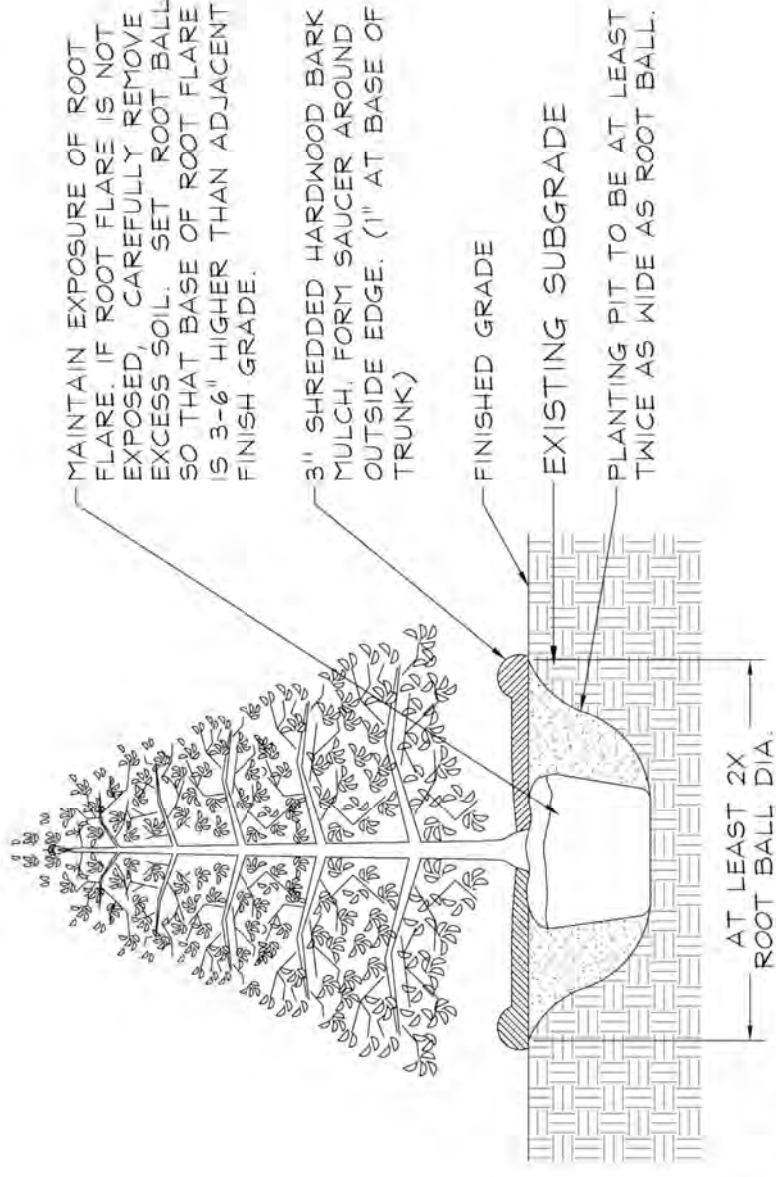 MAINTAIN EXPOSURE OF ROOT
FLARE. IF ROOT FLARE IS NOT
EXPOSED, CAREFULLY REMOVE
EXCESS SOIL. SET ROOT BALL
SO THAT BASE OF ROOT FLARE
IS 3-6" HIGHER THAN ADJACENT
FINISH GRADE.
3" SHREDDED HARDWOOD BARK
MULCH. FORM SAUCER AROUND
OUTSIDE EDGE. (1" AT BASE OF
TRUNK)
FINISHED GRADE
EXISTING SUBGRADE
PLANTING PIT TO BE AT LEAST
TWICE AS WIDE AS ROOT BALL.
AT LEAST 2X
ROOT BALL DIA.